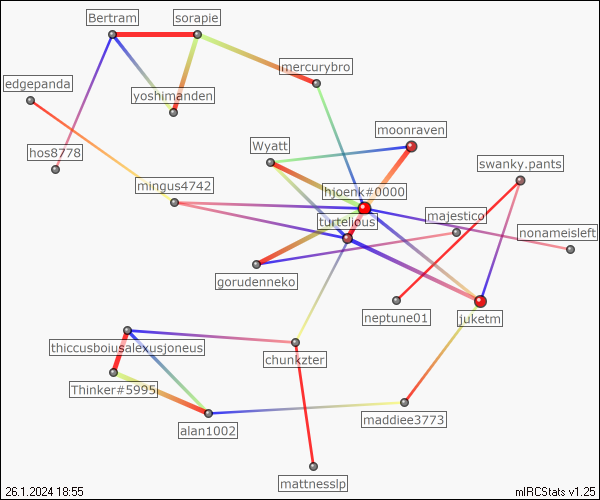 Bertram
sorapie
mercurybro
edgepanda
yoshimanden
moonraven
Wyatt
hos8778
swanky.pants
mingus4742
hjoenk#0000
majestico
turtelious
nonameisleft
gorudenneko
neptune01
juketm
thiccusboiusalexusjoneus
chunkzter
Thinker#5995
maddiee3773
alan1002
mattnesslp
26.1.2024 18:55
mIRCStats v1.25